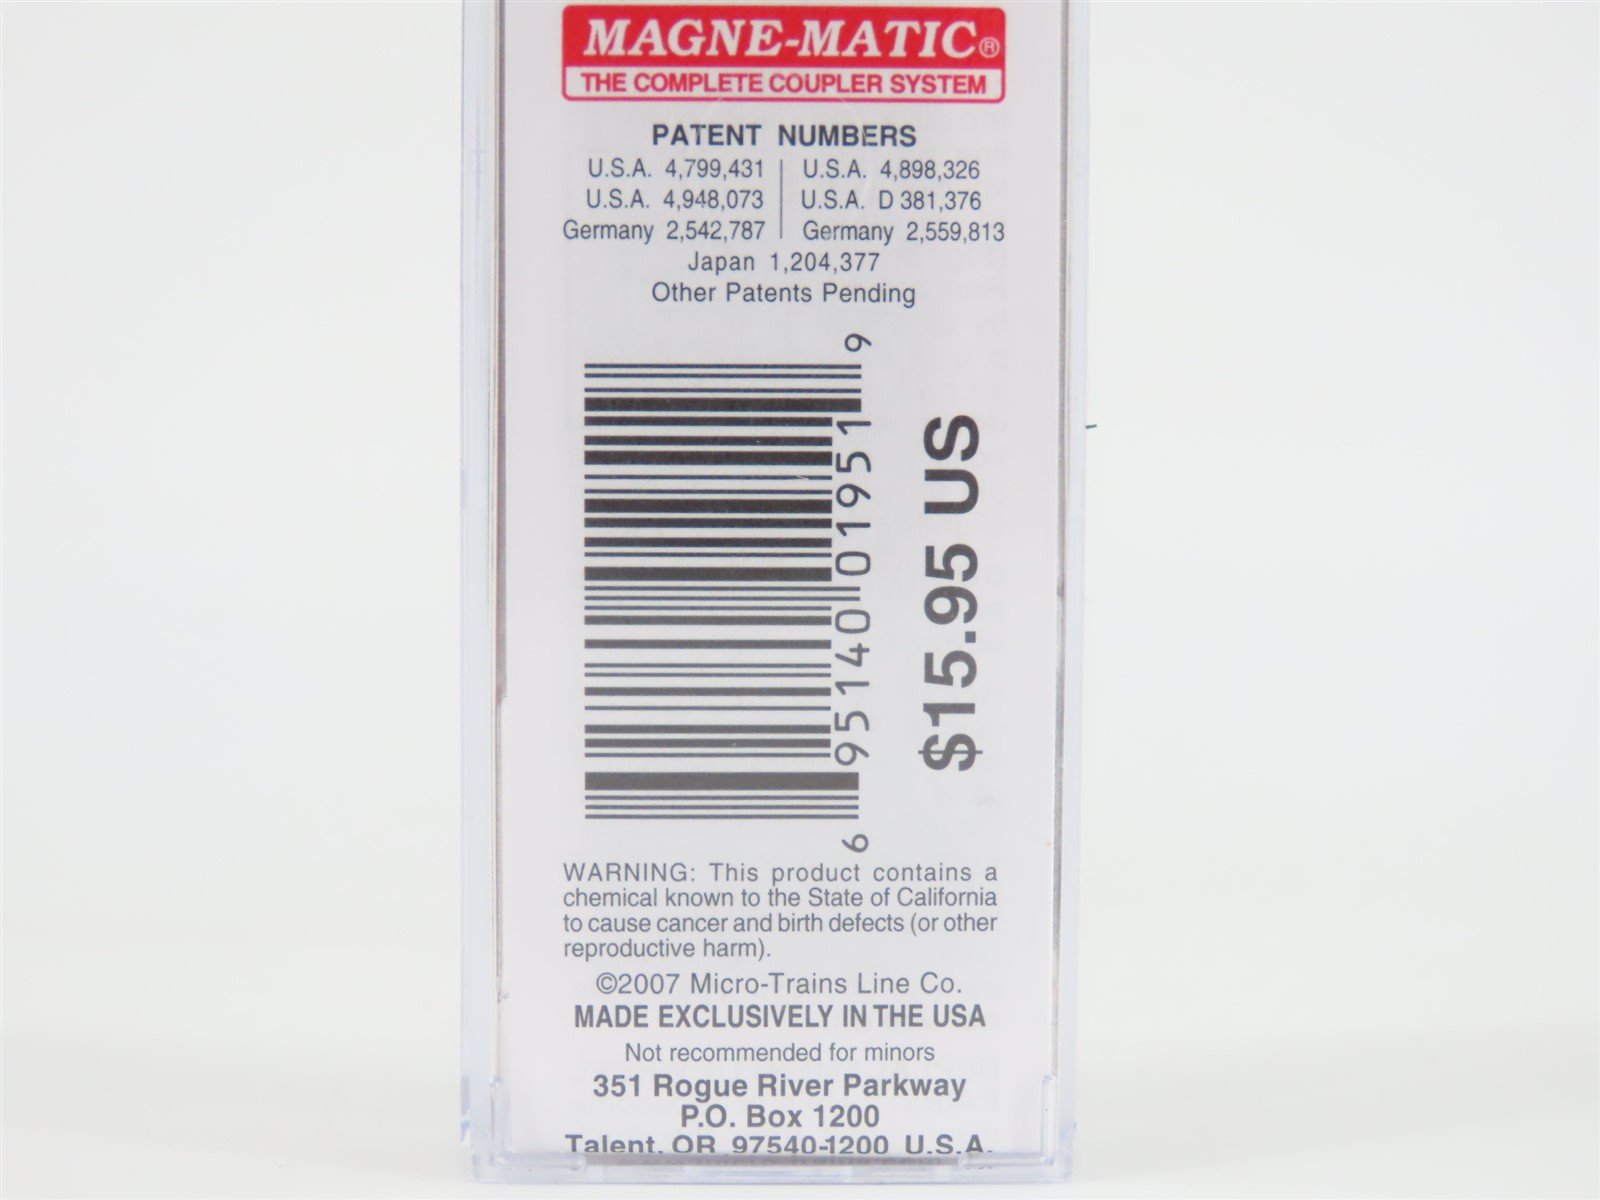 MAGNE-MATIC®
THE COMPLETE COUPLER SYSTEM
PATENT NUMBERS
U.S.A. 4,799,431 | U.S.A. 4,898,326
U.S.A. 4,948,073 | U.S.A. D 381,376
Germany 2,542,787 | Germany 2,559,813
Japan 1,204,377
Other Patents Pending
6 95140 01951 9
$15.95 US
WARNING: This product contains a
chemical known to the State of California
to cause cancer and birth defects (or other
reproductive harm).
©2007 Micro-Trains Line Co.
MADE EXCLUSIVELY IN THE USA
Not recommended for minors
351 Rogue River Parkway
P.O. Box 1200
Talent, OR 97540-1200 U.S.A.